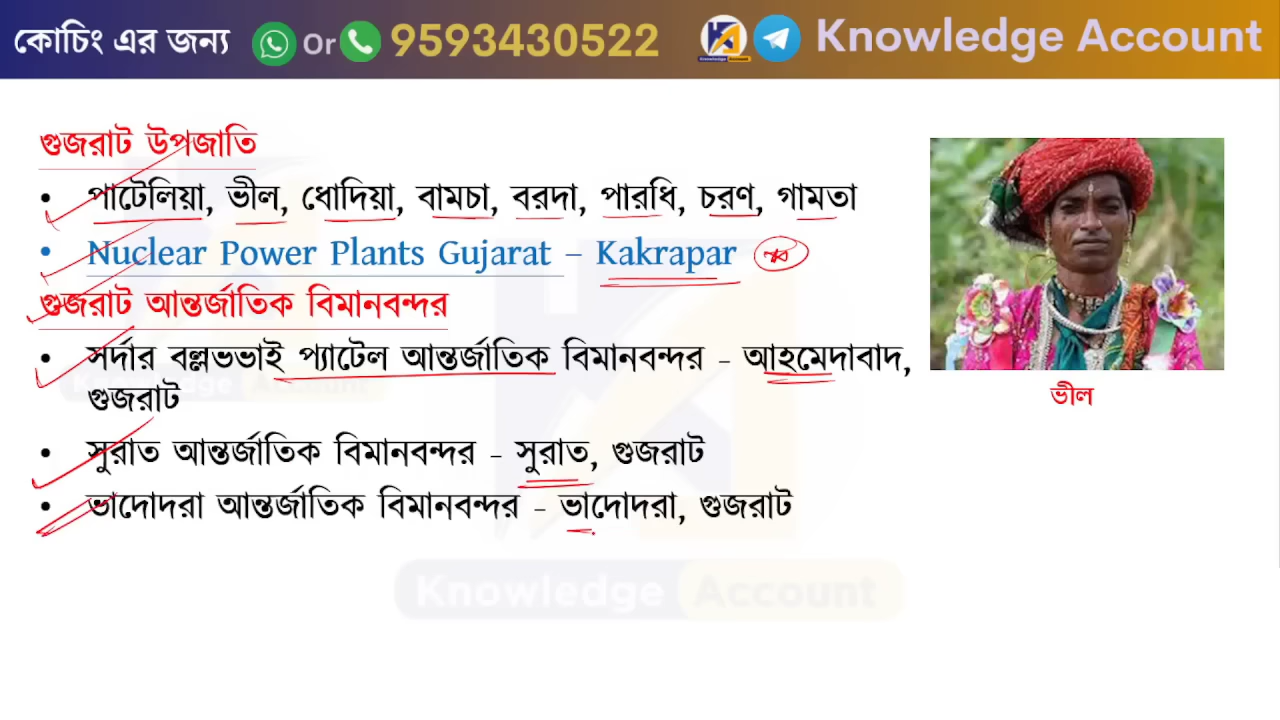 কোচিং এর জন্য Or 9593430522 Knowledge Account
গুজরাট উপজাতি
• পাটেলিয়া, ভীল, ধোদিয়া, বামচা, বরদা, পারধি, চরণ, গামতা
• Nuclear Power Plants Gujarat – Kakrapar
গুজরাট আন্তর্জাতিক বিমানবন্দর
• সর্দার বল্লভভাই প্যাটেল আন্তর্জাতিক বিমানবন্দর - আহমেদাবাদ,
গুজরাট
• সুরাত আন্তর্জাতিক বিমানবন্দর - সুরাত, গুজরাট
• ভাদোদরা আন্তর্জাতিক বিমানবন্দর - ভাদোদরা, গুজরাট
ভীল
Knowledge Account